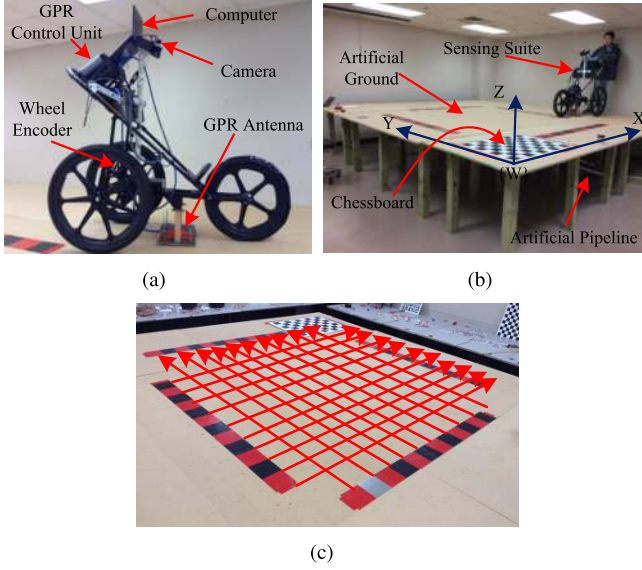 GPR
Control Unit
Computer
Camera
Wheel
Encoder
GPR Antenna
(a)
Artificial
Ground
Sensing Suite
Z
Y
X
{W}
Chessboard
Artificial Pipeline
(b)
(c)